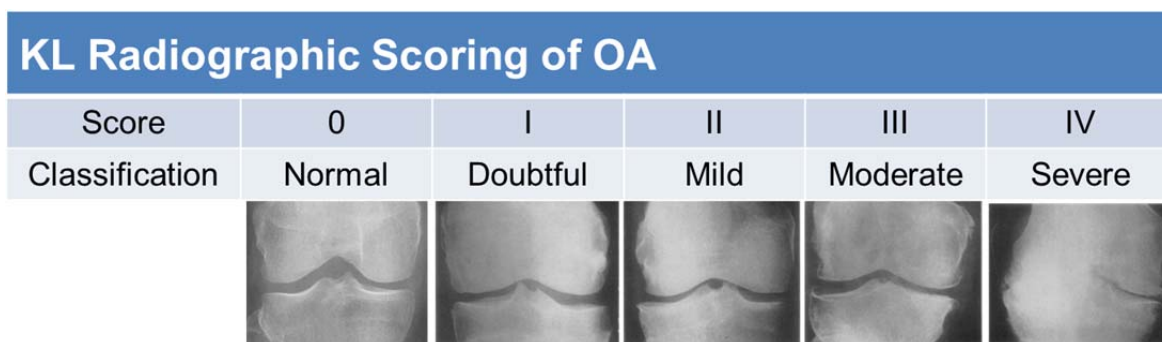 KL Radiographic Scoring of OA
Score 0 I II III IV
Classification Normal Doubtful Mild Moderate Severe